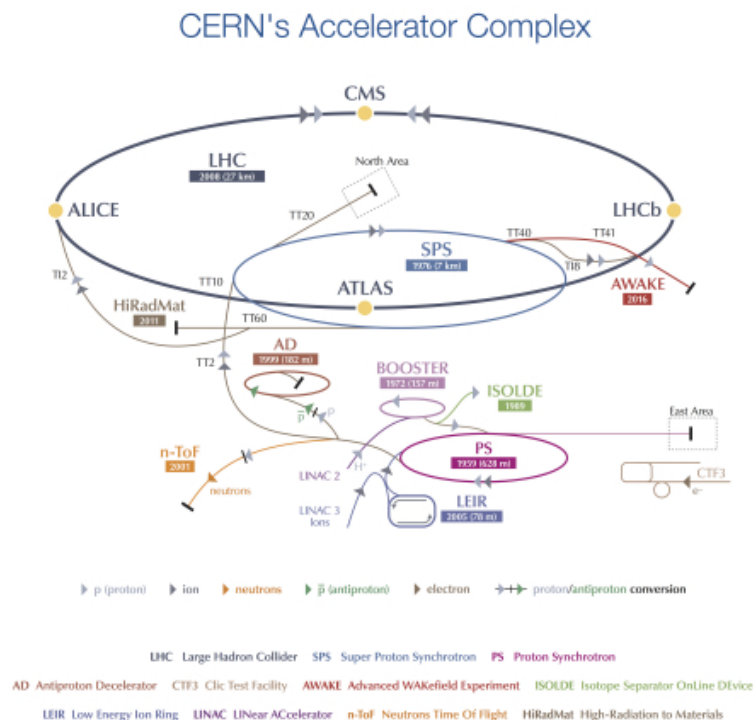 CERN's Accelerator Complex
CMS
LHC
2008 (27 km)
North Area
ALICE
LHCb
TT20
TT40
TT41
SPS
1976 (7 km)
TI2
TT10
TI8
ATLAS
HiRadMat
2011
TT60
AWAKE
2016
AD
1999 (182 m)
TT2
BOOSTER
1972 (157 m)
ISOLDE
1989
p
p̅
East Area
n-ToF
2001
PS
1959 (628 m)
H⁺
LINAC 2
neutrons
CTF3
e-
LEIR
2005 (78 m)
LINAC 3
Ions
p (proton) ion neutrons p̅ (antiproton) electron proton/antiproton conversion
LHC Large Hadron Collider SPS Super Proton Synchrotron PS Proton Synchrotron
AD Antiproton Decelerator CTF3 Clic Test Facility AWAKE Advanced WAKefield Experiment ISOLDE Isotope Separator OnLine DEvice
LEIR Low Energy Ion Ring LINAC LINear ACcelerator n-ToF Neutrons Time Of Flight HiRadMat High-Radiation to Materials